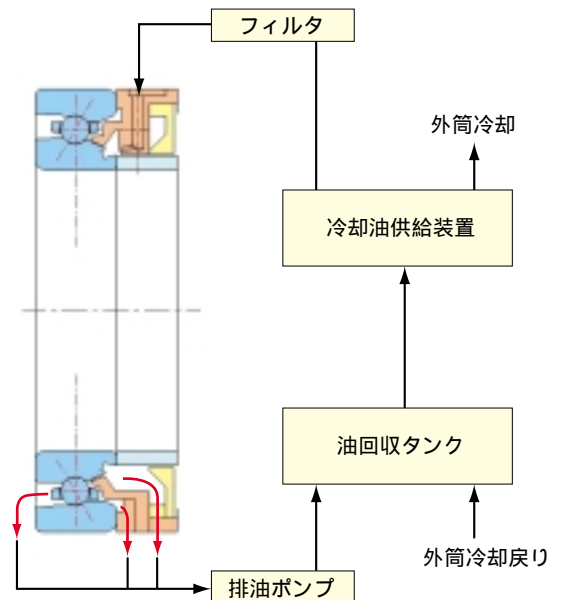 フィルタ
外筒冷却
冷却油供給装置
油回収タンク
外筒冷却戻り
排油ポンプ